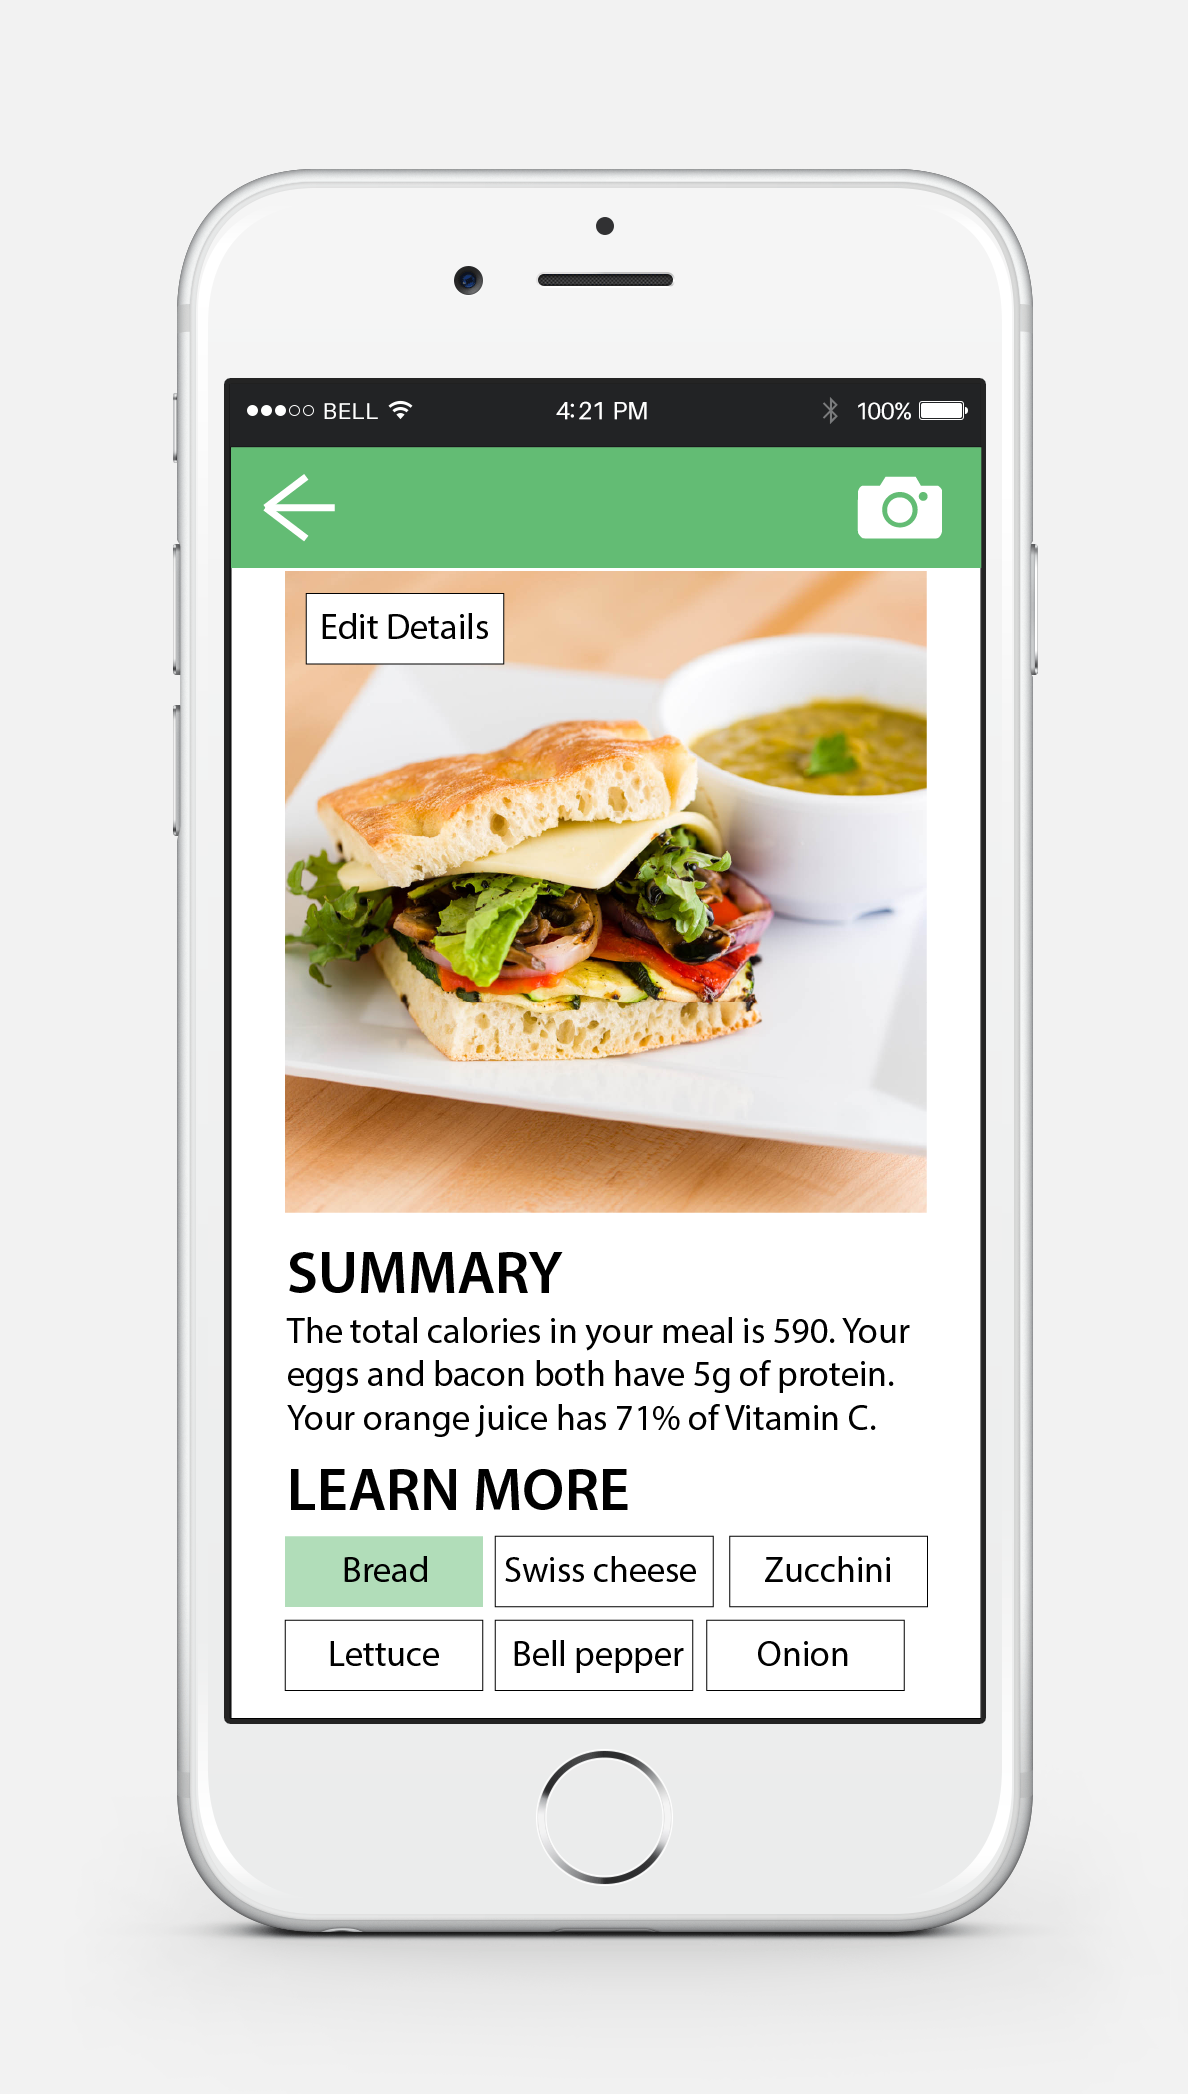 BELL 4:21 PM 100%
Edit Details
SUMMARY
The total calories in your meal is 590. Your
eggs and bacon both have 5g of protein.
Your orange juice has 71% of Vitamin C.
LEARN MORE
Bread Swiss cheese Zucchini
Lettuce Bell pepper Onion